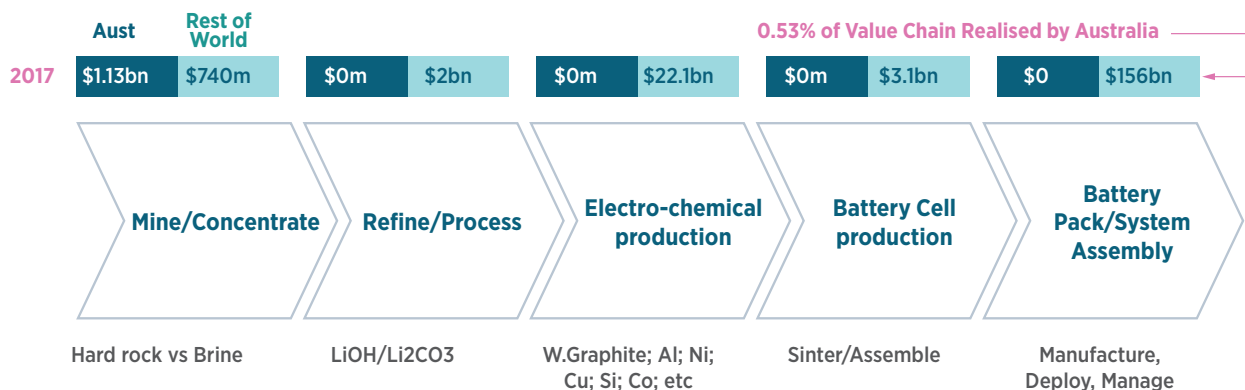 Aust
Rest of
World
0.53% of Value Chain Realised by Australia
2017
$1.13bn
$740m
$0m
$2bn
$0m
$22.1bn
$0m
$3.1bn
$0
$156bn
Mine/Concentrate
Refine/Process
Electro-chemical
production
Battery Cell
production
Battery
Pack/System
Assembly
Hard rock vs Brine
LiOH/Li2CO3
W.Graphite; Al; Ni;
Cu; Si; Co; etc
Sinter/Assemble
Manufacture,
Deploy, Manage